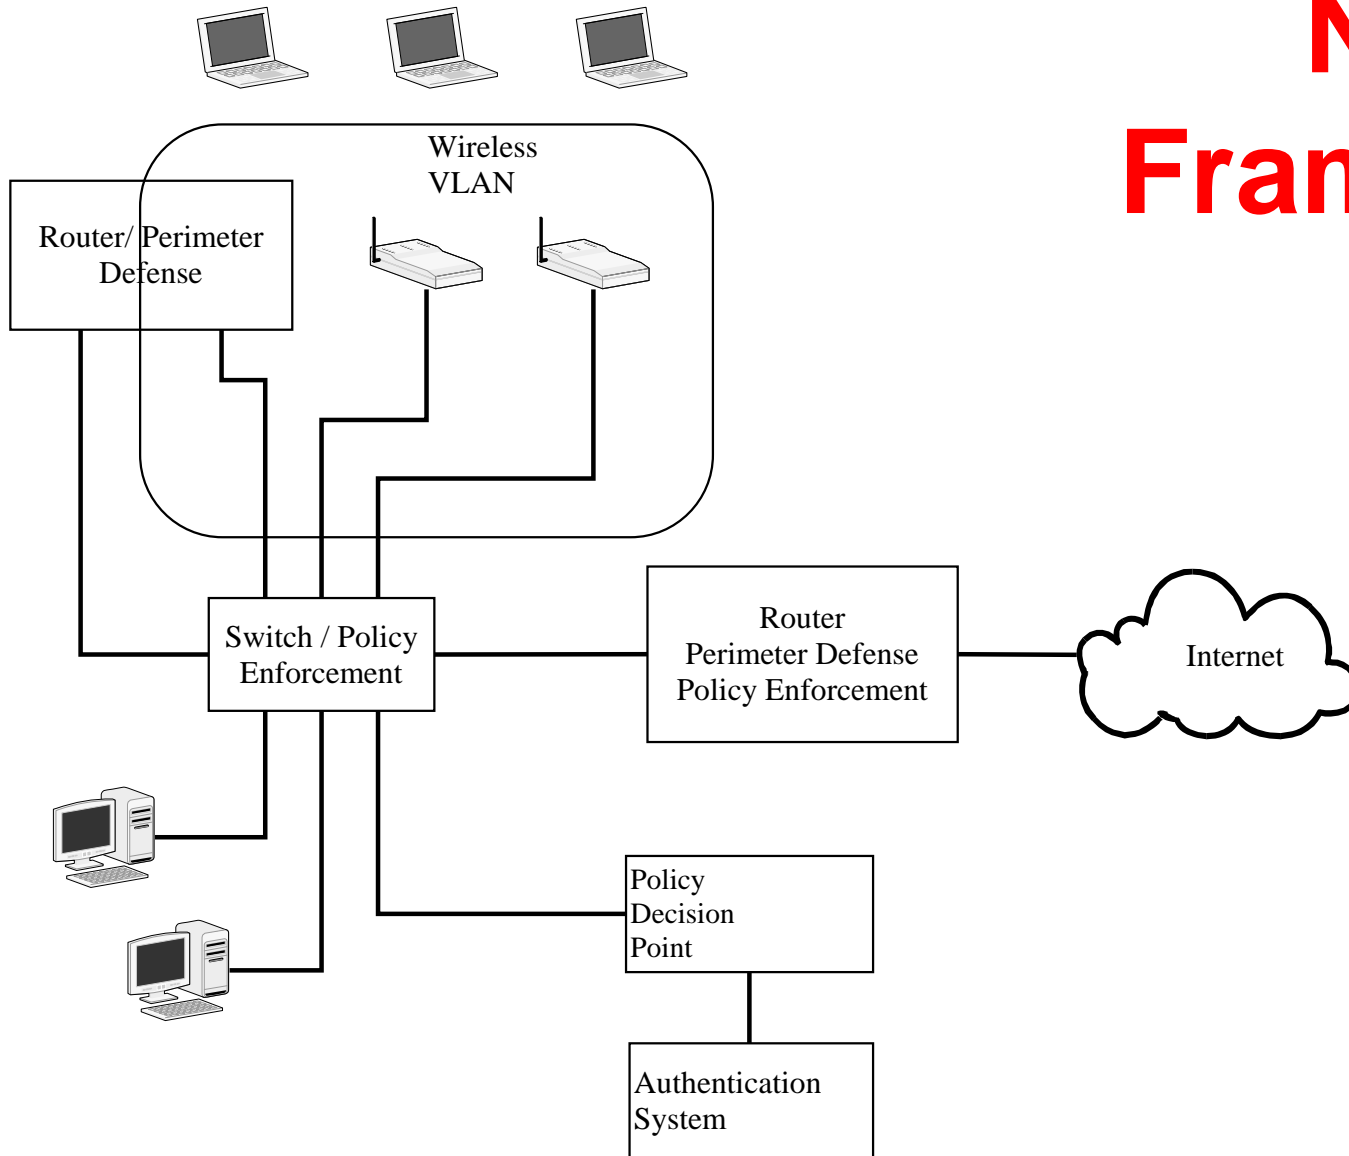 Wireless
VLAN
Router/ Perimeter
Defense
Switch / Policy
Enforcement
Router
Perimeter Defense
Policy Enforcement
Internet
Policy
Decision
Point
Authentication
System